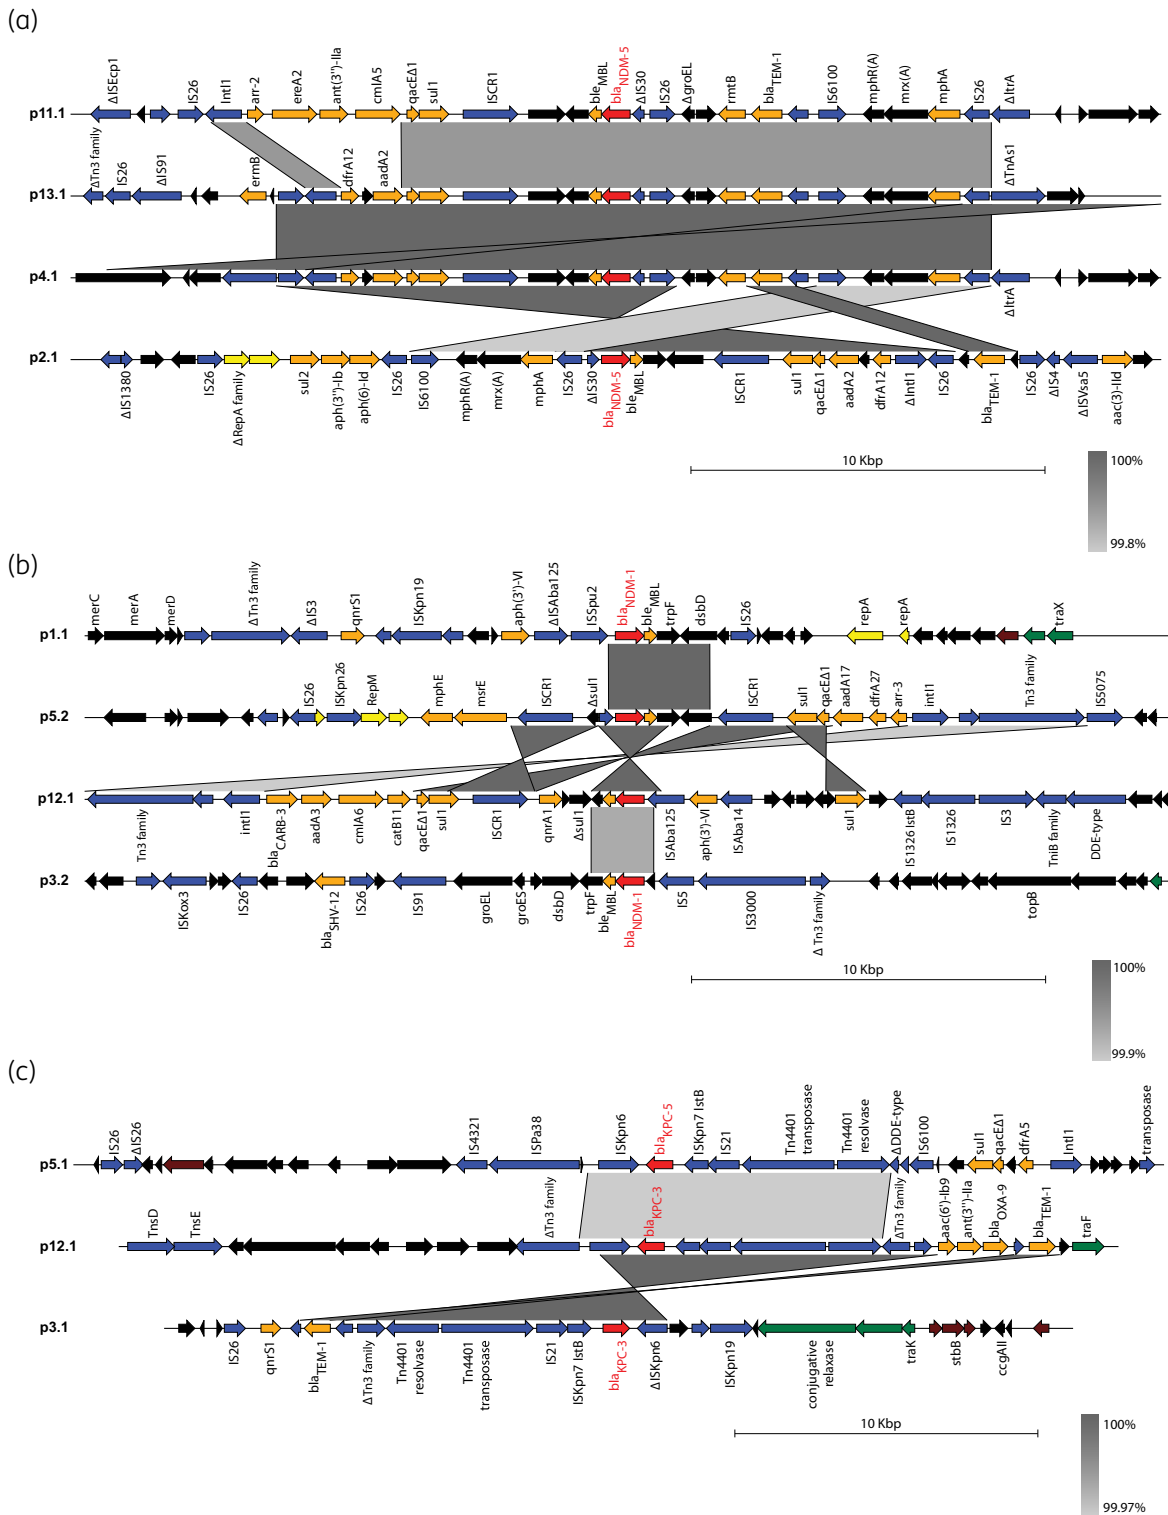 (a)
ΔISEcp1
IS26
IntI1
arr-2
ereA2
ant(3'')-IIa
cmlA5
qacEΔ1
sul1
ISCR1
bleMBL
blaNDM-5
ΔIS30
IS26
ΔgroEL
rmtB
blaTEM-1
IS6100
mphR(A)
mrx(A)
mphA
IS26
ΔltrA
p11.1
ΔTn3 family
IS26
ΔIS91
ermB
dfrA12
aadA2
ΔTnAs1
p13.1
p4.1
ΔltrA
p2.1
ΔIS1380
IS26
ΔRepA family
sul2
aph(3'')-Ib
aph(6)-Id
IS26
IS6100
mphR(A)
mrx(A)
mphA
IS26
ΔIS30
blaNDM-5
bleMBL
ISCR1
sul1
qacEΔ1
aadA2
dfrA12
ΔIntI1
IS26
blaTEM-1
IS26
ΔIS4
ΔISVsa5
aac(3)-IId
10 Kbp
100%
99.8%
(b)
merC
merA
merD
ΔTn3 family
ΔIS3
qnrS1
ISKpn19
aph(3')-VI
ΔISAba125
ISSpu2
blaNDM-1
bleMBL
trpF
dsbD
IS26
repA
repA
traX
p1.1
IS26
ISKpn26
RepM
mphE
msrE
ISCR1
Δsul1
ISCR1
sul1
qacEΔ1
aadA17
dfrA27
arr-3
intI1
Tn3 family
IS5075
p5.2
p12.1
Tn3 family
intI1
blaCARB-3
aadA3
cmlA6
catB11
qacEΔ1
sul1
ISCR1
qnrA1
Δsul1
ISAba125
aph(3')-VI
ISAba14
sul1
IS1326 IstB
IS1326
IS3
TniB family
DDE-type
p3.2
ISKox3
IS26
blaSHV-12
IS26
IS91
groEL
groES
dsbD
trpF
bleMBL
blaNDM-1
IS5
IS3000
Δ Tn3 family
topB
10 Kbp
100%
99.9%
(c)
IS26
ΔIS26
IS4321
ISPa38
ISKpn6
blaKPC-5
ISKpn7 IstB
IS21
Tn4401
transposase
Tn4401
resolvase
ΔDDE-type
IS6100
sul1
qacEΔ1
dfrA5
IntI1
transposase
p5.1
TnsD
TnsE
ΔTn3 family
blaKPC-3
ΔTn3 family
aac(6')-Ib9
ant(3'')-IIa
blaOXA-9
blaTEM-1
traF
p12.1
p3.1
IS26
qnrS1
blaTEM-1
ΔTn3 family
Tn4401
resolvase
Tn4401
transposase
IS21
ISKpn7 IstB
blaKPC-3
ΔISKpn6
ISKpn19
conjugative
relaxase
traK
stbB
ccgAII
10 Kbp
100%
99.97%